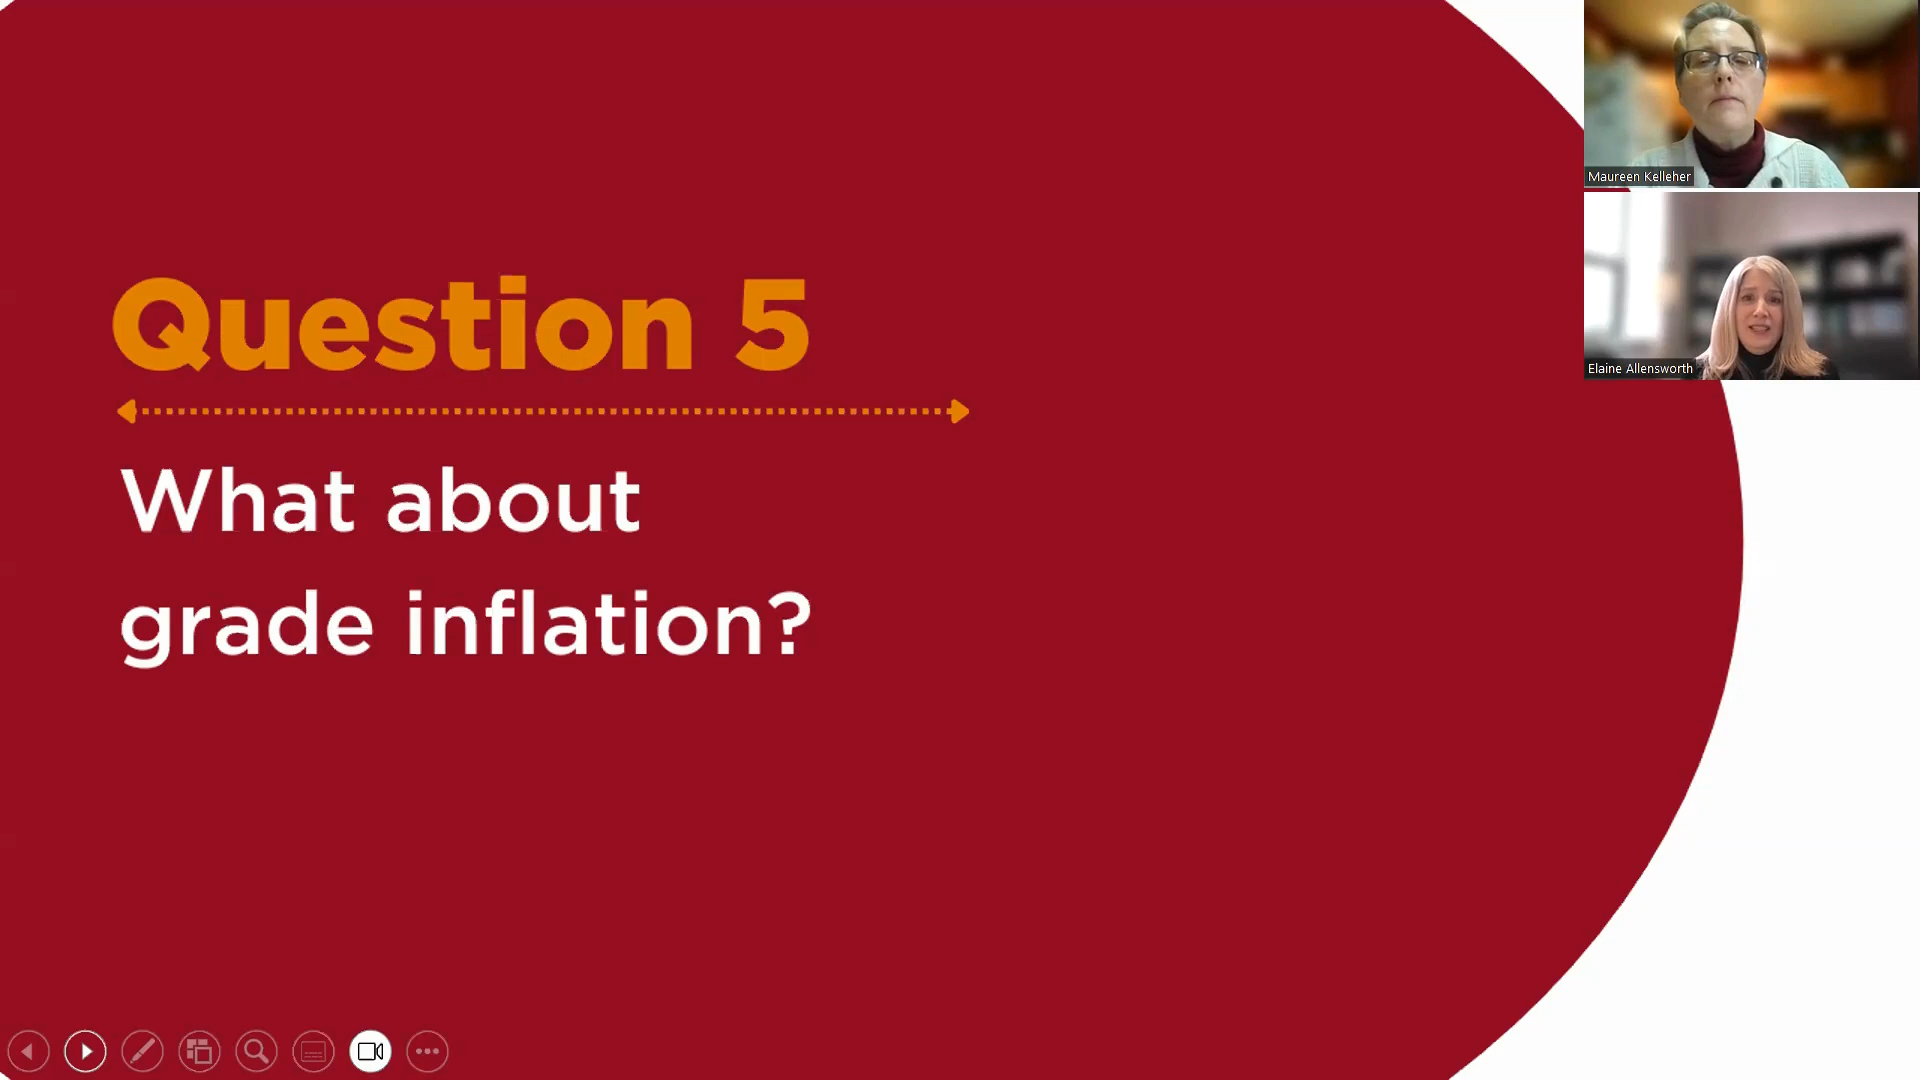 Question 5
What about
grade inflation?
Maureen Kelleher
Elaine Allensworth